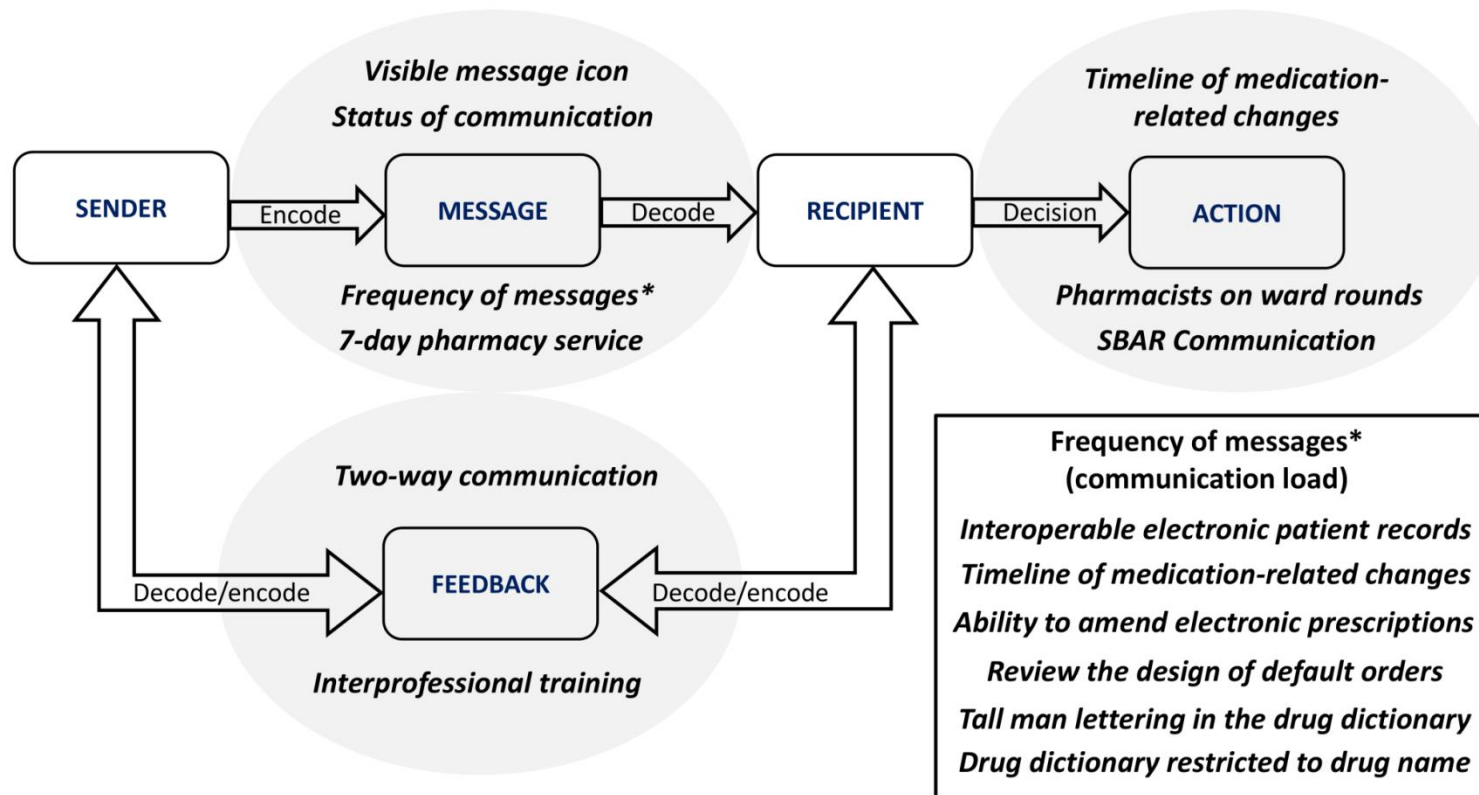 Visible message icon
Status of communication
Timeline of medication-
related changes
SENDER
Encode
MESSAGE
Decode
RECIPIENT
Decision
ACTION
Frequency of messages*
7-day pharmacy service
Pharmacists on ward rounds
SBAR Communication
Two-way communication
Decode/encode
FEEDBACK
Decode/encode
Interprofessional training
Frequency of messages*
(communication load)
Interoperable electronic patient records
Timeline of medication-related changes
Ability to amend electronic prescriptions
Review the design of default orders
Tall man lettering in the drug dictionary
Drug dictionary restricted to drug name